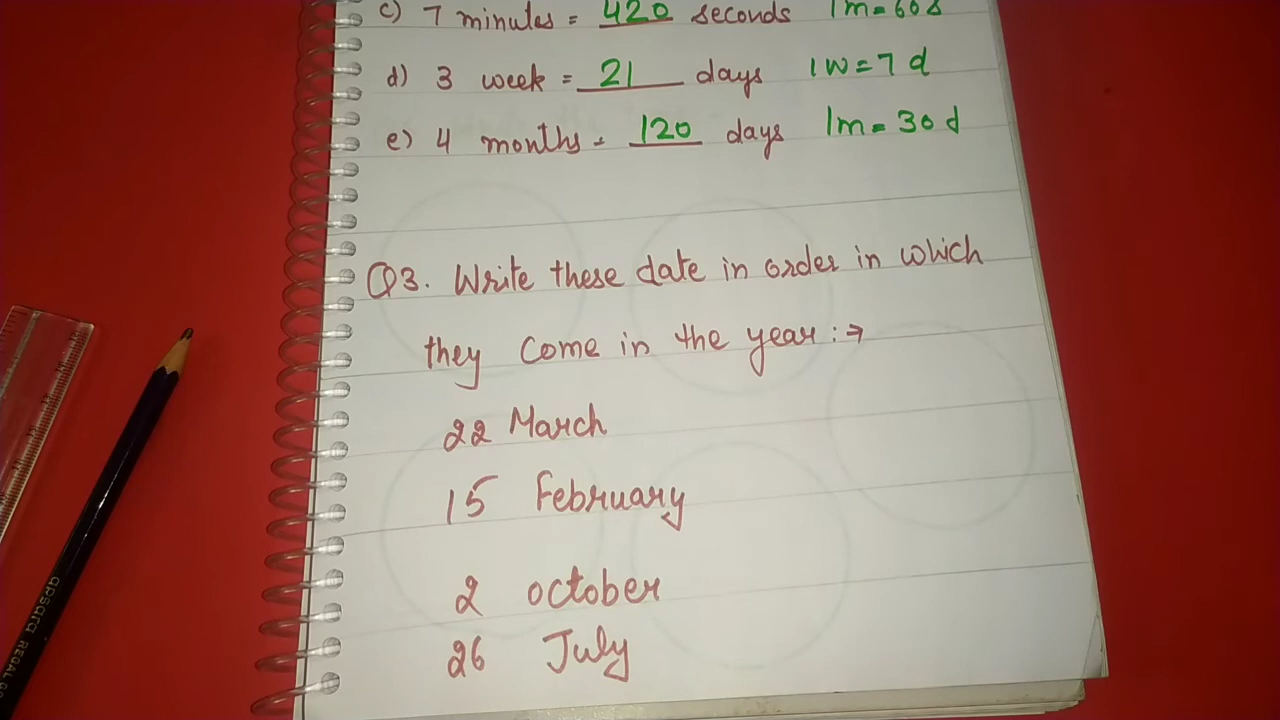 c) 7 minutes = 420 seconds 1m = 60s
d) 3 week = 21 days 1w = 7 d
e) 4 months = 120 days 1m = 30 d
Q3. Write these date in order in which
they come in the year :→
22 March
15 February
2 october
26 July
apsara REGAL